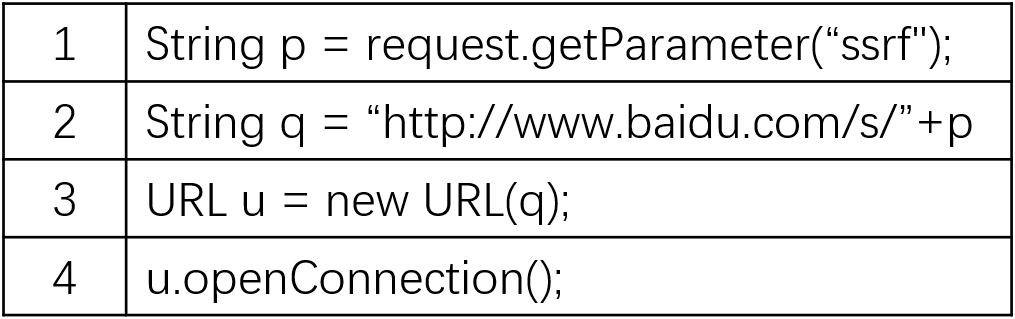 1 String p = request.getParameter(“ssrf");
2 String q = “http://www.baidu.com/s/”+p
3 URL u = new URL(q);
4 u.openConnection();